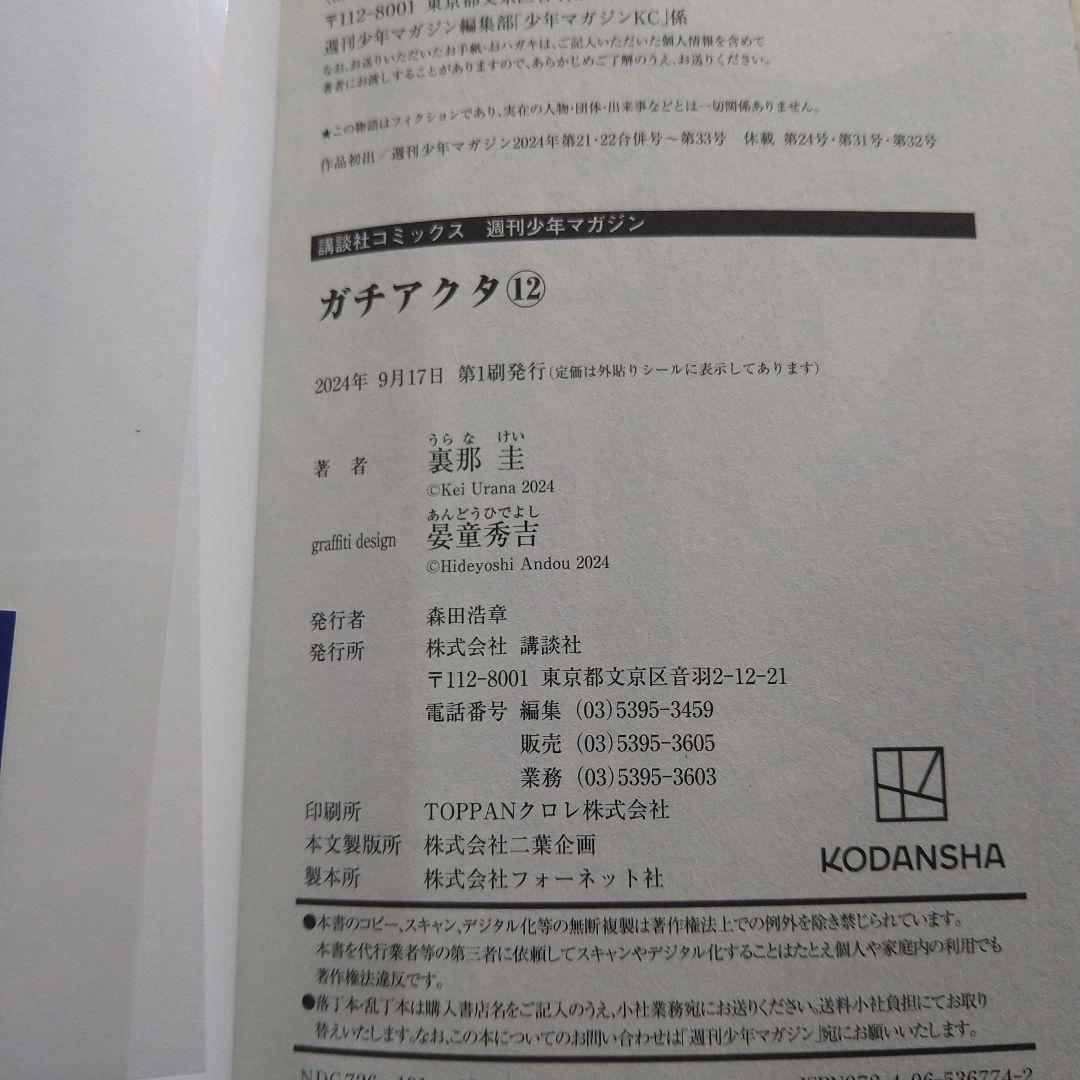 〒112-8001 東京都文京区音
週刊少年マガジン編集部「少年マガジンKC」係
なお、お送りいただいたお手紙・おハガキは、ご記入いただいた個人情報を含めて
著者にお渡しすることがありますので、あらかじめご了解のうえ、お送りください。
★この物語はフィクションであり、実在の人物・団体・出来事などとは一切関係ありません。
作品初出／週刊少年マガジン2024年第21・22合併号〜第33号 休載 第24号・第31号・第32号
講談社コミックス 週刊少年マガジン
ガチアクタ⑫
2024年 9月17日 第1刷発行(定価は外貼りシールに表示してあります)
うらな けい
著者 裏那 圭
©Kei Urana 2024
あんどうひでよし
graffiti design 晏童秀吉
©Hideyoshi Andou 2024
発行者 森田浩章
発行所 株式会社 講談社
〒112-8001 東京都文京区音羽2-12-21
電話番号 編集 (03)5395-3459
販売 (03)5395-3605
業務 (03)5395-3603
印刷所 TOPPANクロレ株式会社
本文製版所 株式会社二葉企画
製本所 株式会社フォーネット社
KODANSHA
●本書のコピー、スキャン、デジタル化等の無断複製は著作権法上での例外を除き禁じられています。
本書を代行業者等の第三者に依頼してスキャンやデジタル化することはたとえ個人や家庭内の利用でも
著作権法違反です。
●落丁本・乱丁本は購入書店名をご記入のうえ、小社業務宛にお送りください。送料小社負担にてお取り
替えいたします。なお、この本についてのお問い合わせは「週刊少年マガジン」宛にお願いいたします。
ISBN978-4-06-536774-2